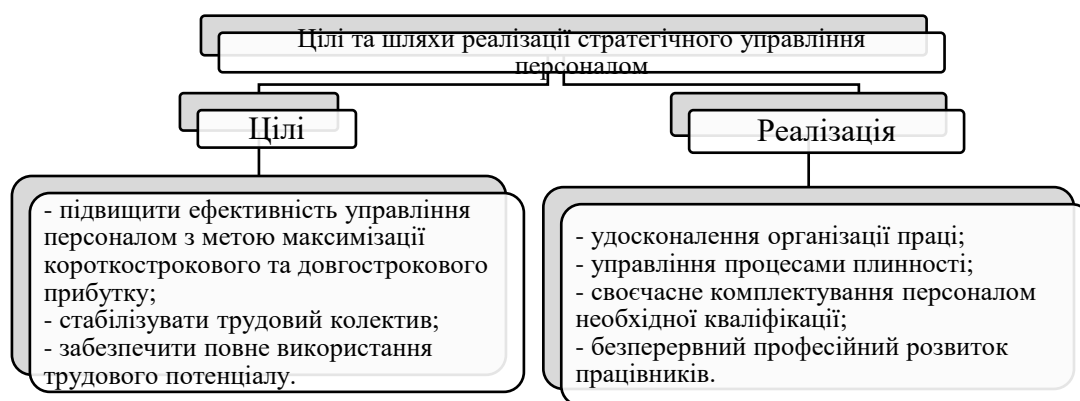 Цілі та шляхи реалізації стратегічного управління
персоналом
Цілі
Реалізація
- підвищити ефективність управління
персоналом з метою максимізації
короткострокового та довгострокового
прибутку;
- стабілізувати трудовий колектив;
- забезпечити повне використання
трудового потенціалу.
- удосконалення організації праці;
- управління процесами плинності;
- своєчасне комплектування персоналом
необхідної кваліфікації;
- безперервний професійний розвиток
працівників.